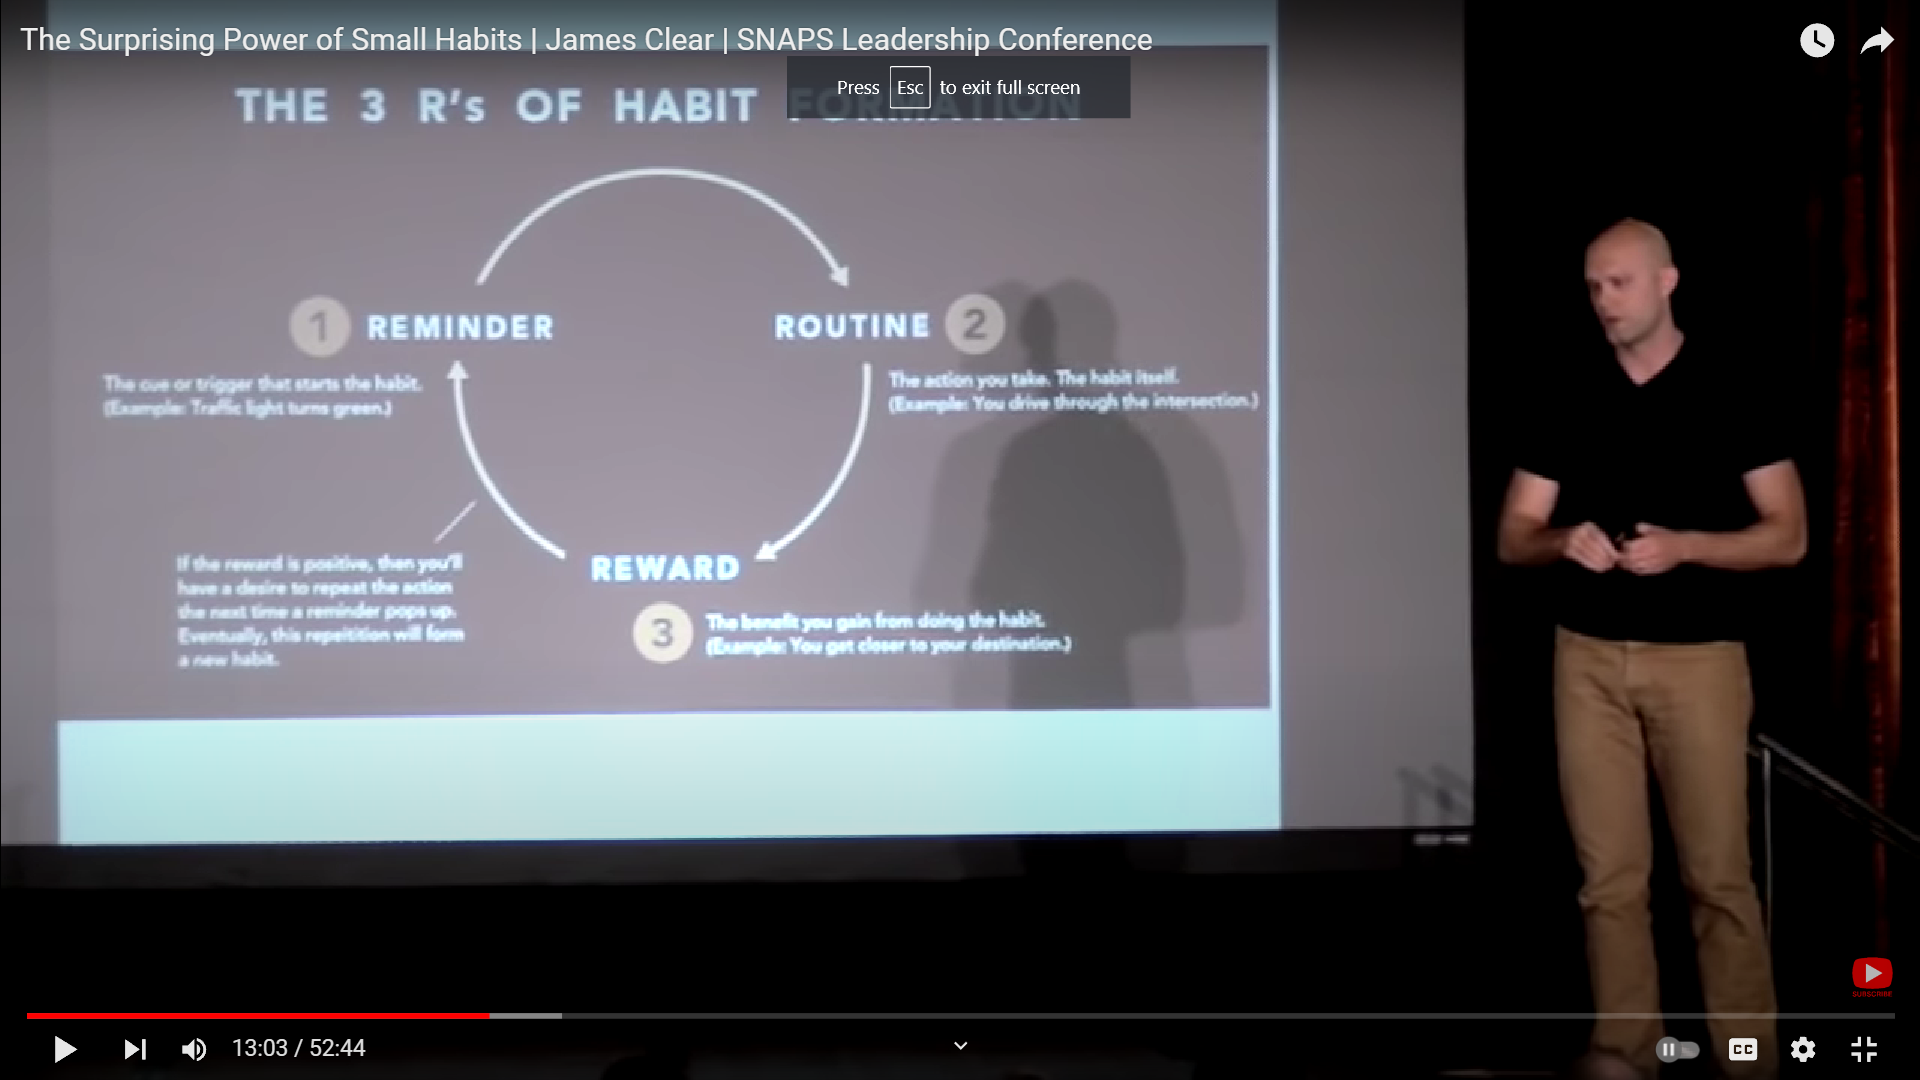 The Surprising Power of Small Habits | James Clear | SNAPS Leadership Conference
Press Esc to exit full screen
THE 3 R's OF HABIT FORMATION
1 REMINDER
The cue or trigger that starts the habit.
(Example: Traffic light turns green.)
ROUTINE 2
The action you take. The habit itself.
(Example: You drive through the intersection.)
If the reward is positive, then you'll
have a desire to repeat the action
the next time a reminder pops up.
Eventually, this repeitition will form
a new habit.
REWARD
3
The benefit you gain from doing the habit.
(Example: You get closer to your destination.)
SUBSCRIBE
13:03 / 52:44
CC